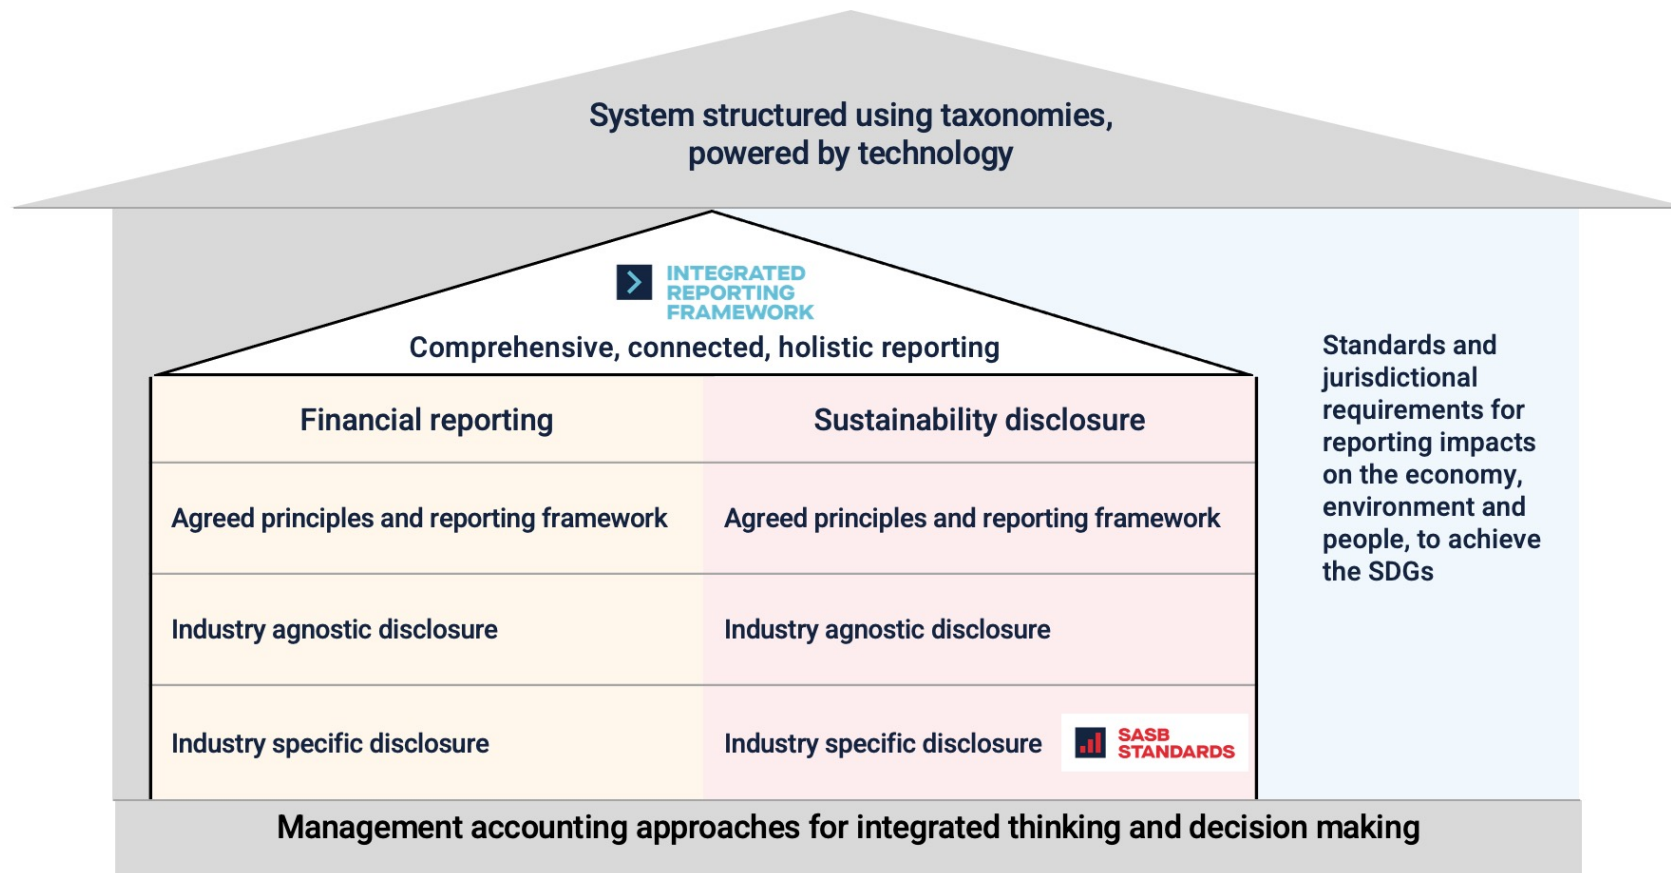 System structured using taxonomies,
powered by technology
INTEGRATED
REPORTING
FRAMEWORK
Comprehensive, connected, holistic reporting
Financial reporting
Sustainability disclosure
Agreed principles and reporting framework
Agreed principles and reporting framework
Industry agnostic disclosure
Industry agnostic disclosure
Industry specific disclosure
Industry specific disclosure
SASB
STANDARDS
Standards and
jurisdictional
requirements for
reporting impacts
on the economy,
environment and
people, to achieve
the SDGs
Management accounting approaches for integrated thinking and decision making